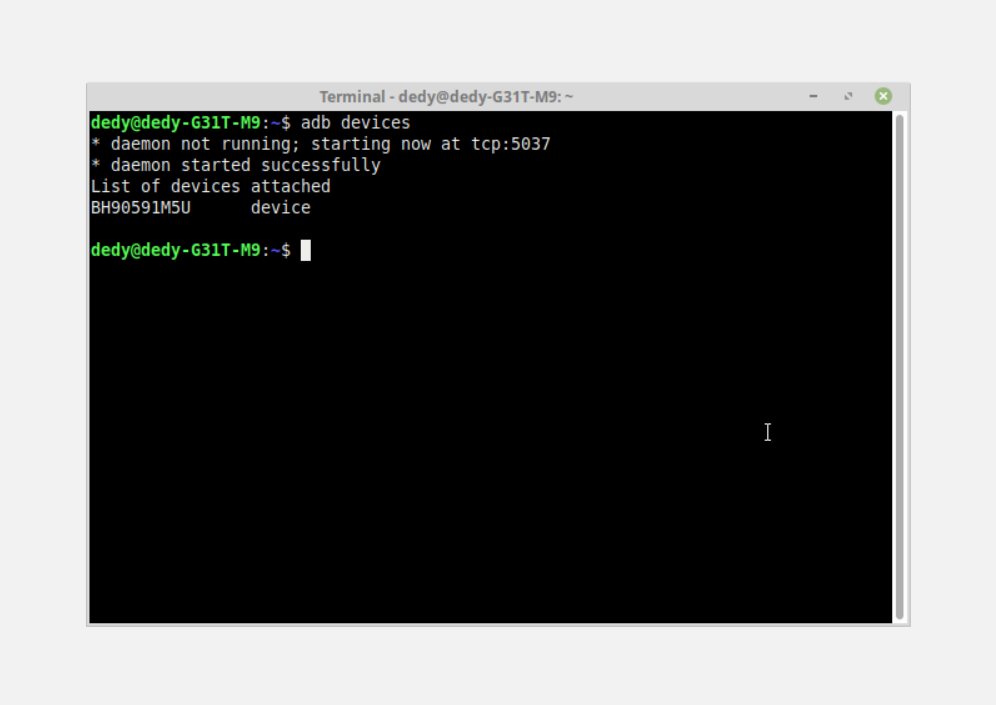 Terminal - dedy@dedy-G31T-M9: ~
dedy@dedy-G31T-M9:~$ adb devices
* daemon not running; starting now at tcp:5037
* daemon started successfully
List of devices attached
BH90591M5U      device
dedy@dedy-G31T-M9:~$